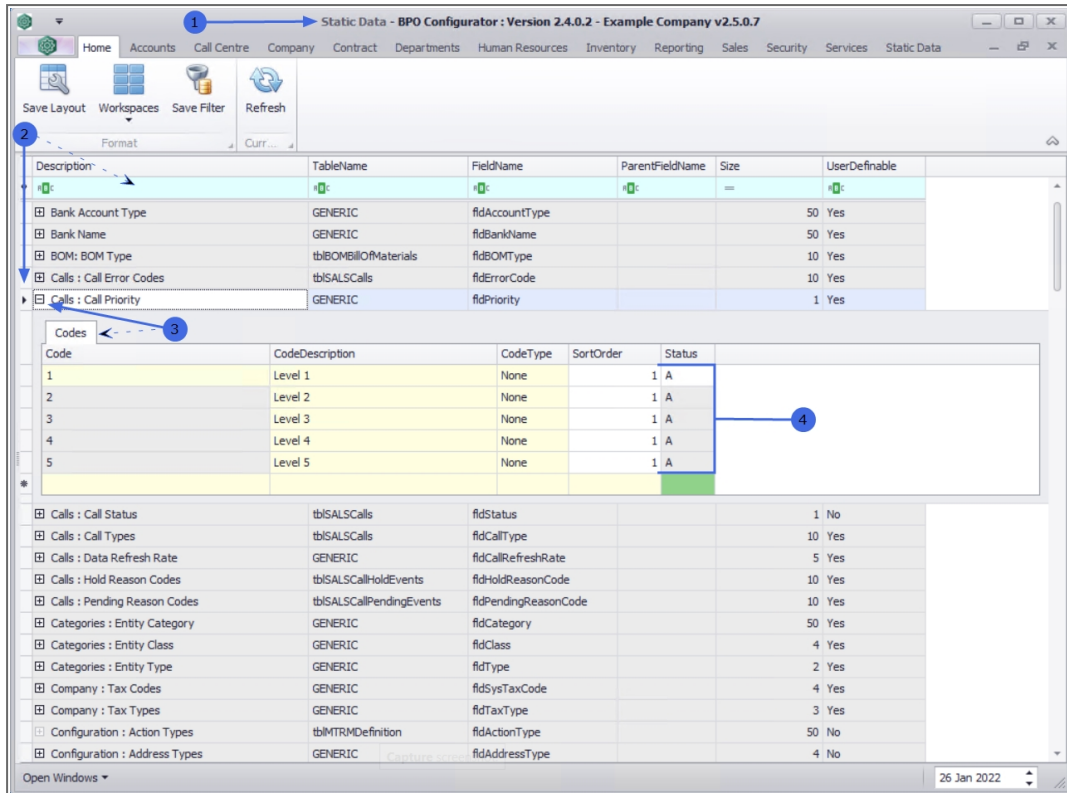 1
Static Data - BPO Configurator : Version 2.4.0.2 - Example Company v2.5.0.7
Home Accounts Call Centre Company Contract Departments Human Resources Inventory Reporting Sales Security Services Static Data
Save Layout Workspaces Save Filter Refresh
2
Format Curr...
Description TableName FieldName ParentFieldName Size UserDefinable
Bank Account Type GENERIC fldAccountType 50 Yes
Bank Name GENERIC fldBankName 50 Yes
BOM: BOM Type tblBOMBillOfMaterials fldBOMType 10 Yes
Calls : Call Error Codes tblSALSCalls fldErrorCode 10 Yes
Calls : Call Priority GENERIC fldPriority 1 Yes
Codes 3
Code CodeDescription CodeType SortOrder Status
1 Level 1 None 1 A
2 Level 2 None 1 A
3 Level 3 None 1 A 4
4 Level 4 None 1 A
5 Level 5 None 1 A
Calls : Call Status tblSALSCalls fldStatus 1 No
Calls : Call Types tblSALSCalls fldCallType 10 Yes
Calls : Data Refresh Rate GENERIC fldCallRefreshRate 5 Yes
Calls : Hold Reason Codes tblSALSCallHoldEvents fldHoldReasonCode 10 Yes
Calls : Pending Reason Codes tblSALSCallPendingEvents fldPendingReasonCode 10 Yes
Categories : Entity Category GENERIC fldCategory 50 Yes
Categories : Entity Class GENERIC fldClass 4 Yes
Categories : Entity Type GENERIC fldType 2 Yes
Company : Tax Codes GENERIC fldSysTaxCode 4 Yes
Company : Tax Types GENERIC fldTaxType 3 Yes
Configuration : Action Types tblMTRMDefinition fldActionType 50 No
Configuration : Address Types GENERIC fldAddressType 4 No
Open Windows 26 Jan 2022